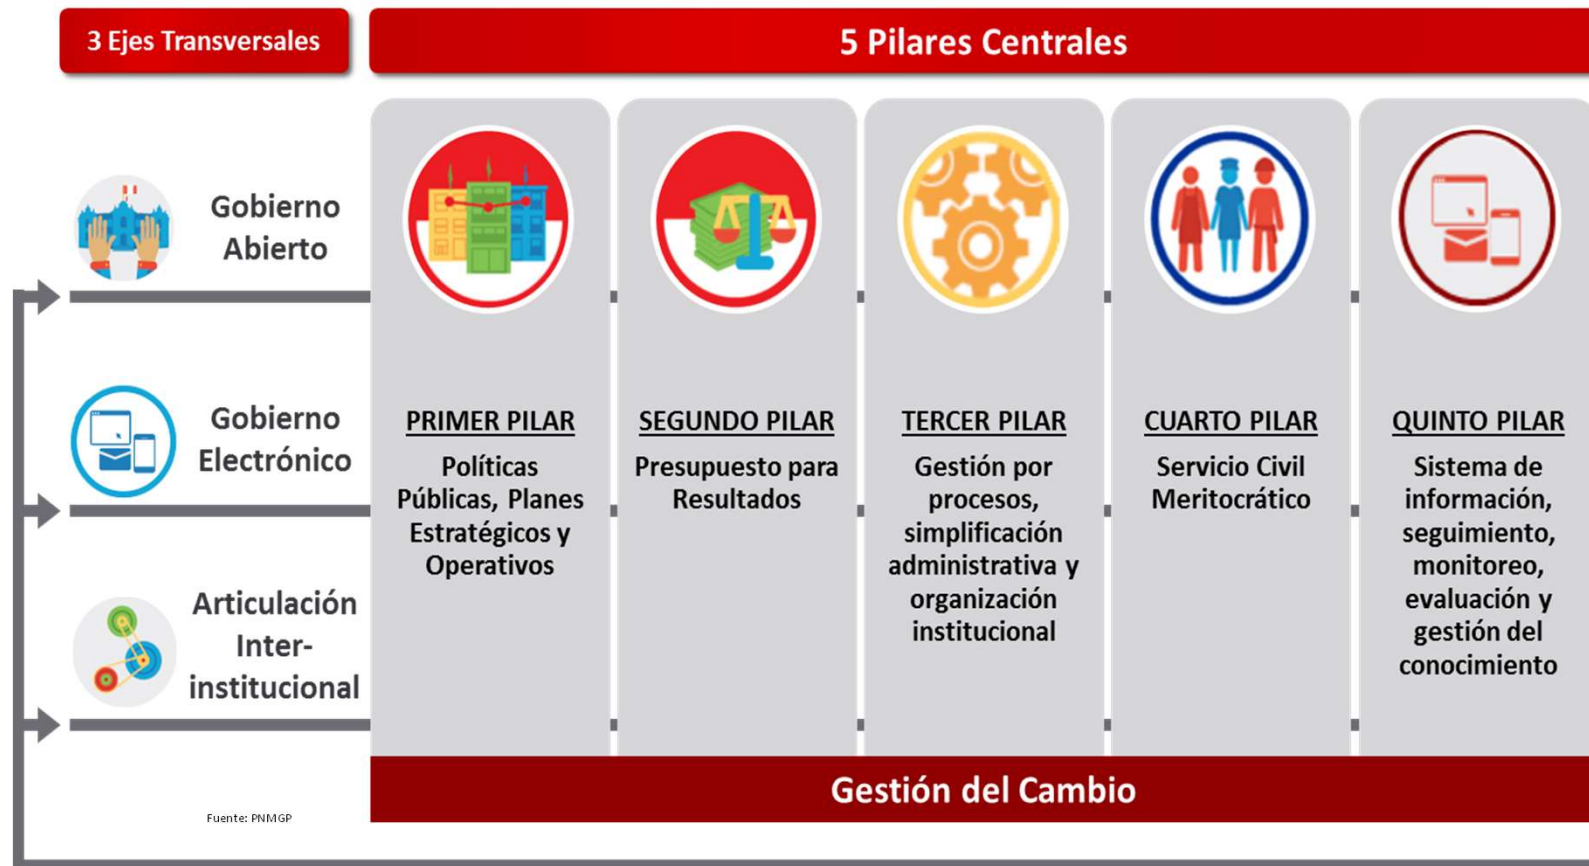 3 Ejes Transversales
5 Pilares Centrales
Gobierno
Abierto
Gobierno
Electrónico
Articulación
Inter-
institucional
PRIMER PILAR
Políticas
Públicas, Planes
Estratégicos y
Operativos
SEGUNDO PILAR
Presupuesto para
Resultados
TERCER PILAR
Gestión por
procesos,
simplificación
administrativa y
organización
institucional
CUARTO PILAR
Servicio Civil
Meritocrático
QUINTO PILAR
Sistema de
información,
seguimiento,
monitoreo,
evaluación y
gestión del
conocimiento
Gestión del Cambio
Fuente: PNMGP